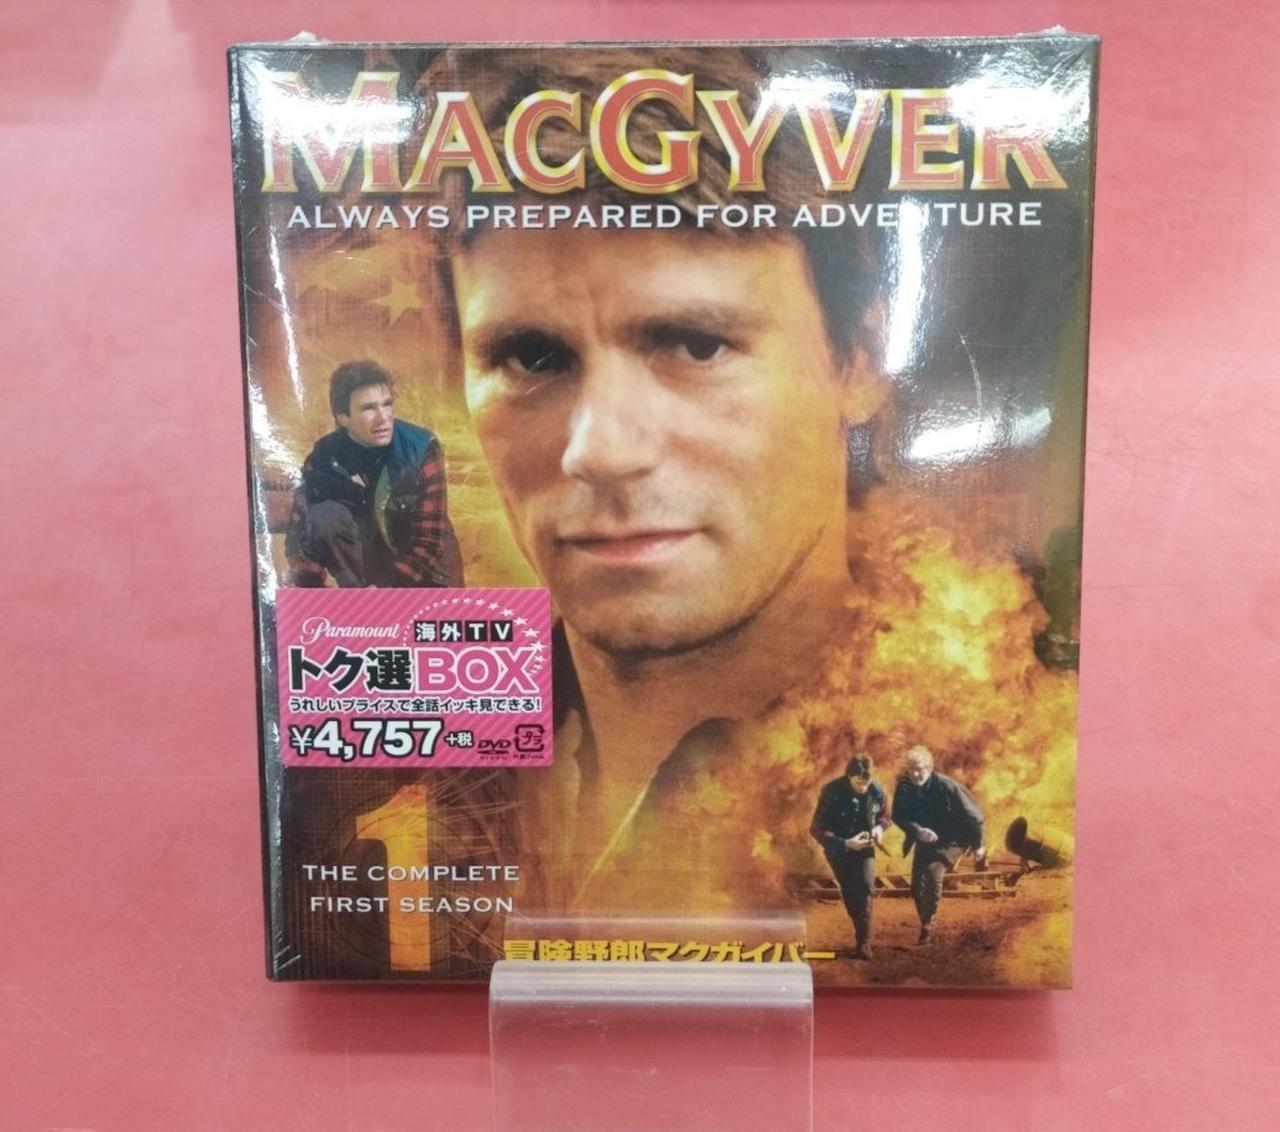 MACGYVER
ALWAYS PREPARED FOR ADVENTURE
Paramount 海外TV
トク選BOX
うれしいプライスで全話イッキ見できる!
¥4,757+税
DVD
プラ
1
THE COMPLETE
FIRST SEASON
冒険野郎マクガイバー